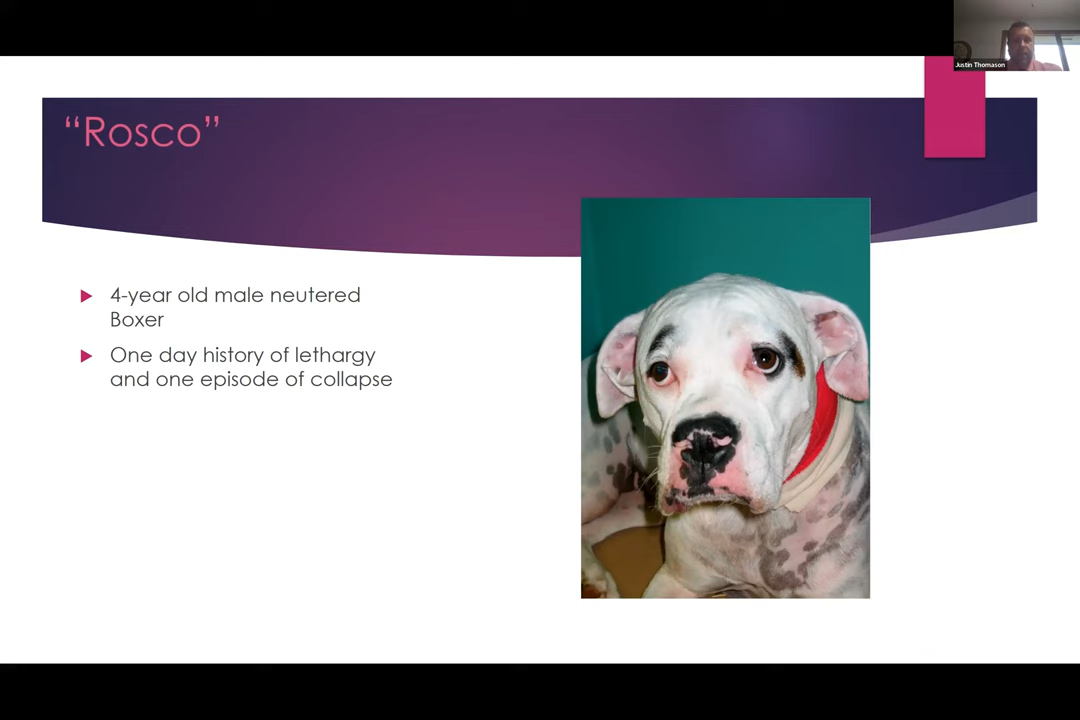 Justin Thomason
“Rosco”
4-year old male neutered
Boxer
One day history of lethargy
and one episode of collapse